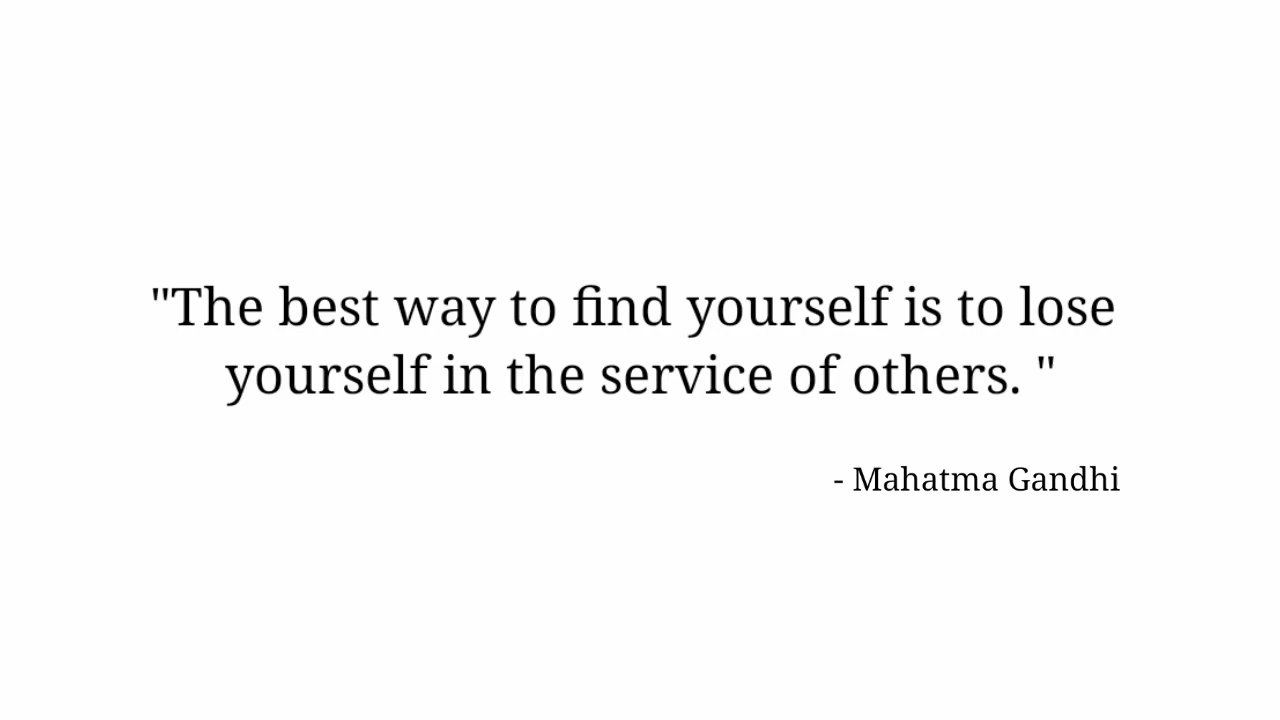 "The best way to find yourself is to lose
yourself in the service of others. "
- Mahatma Gandhi